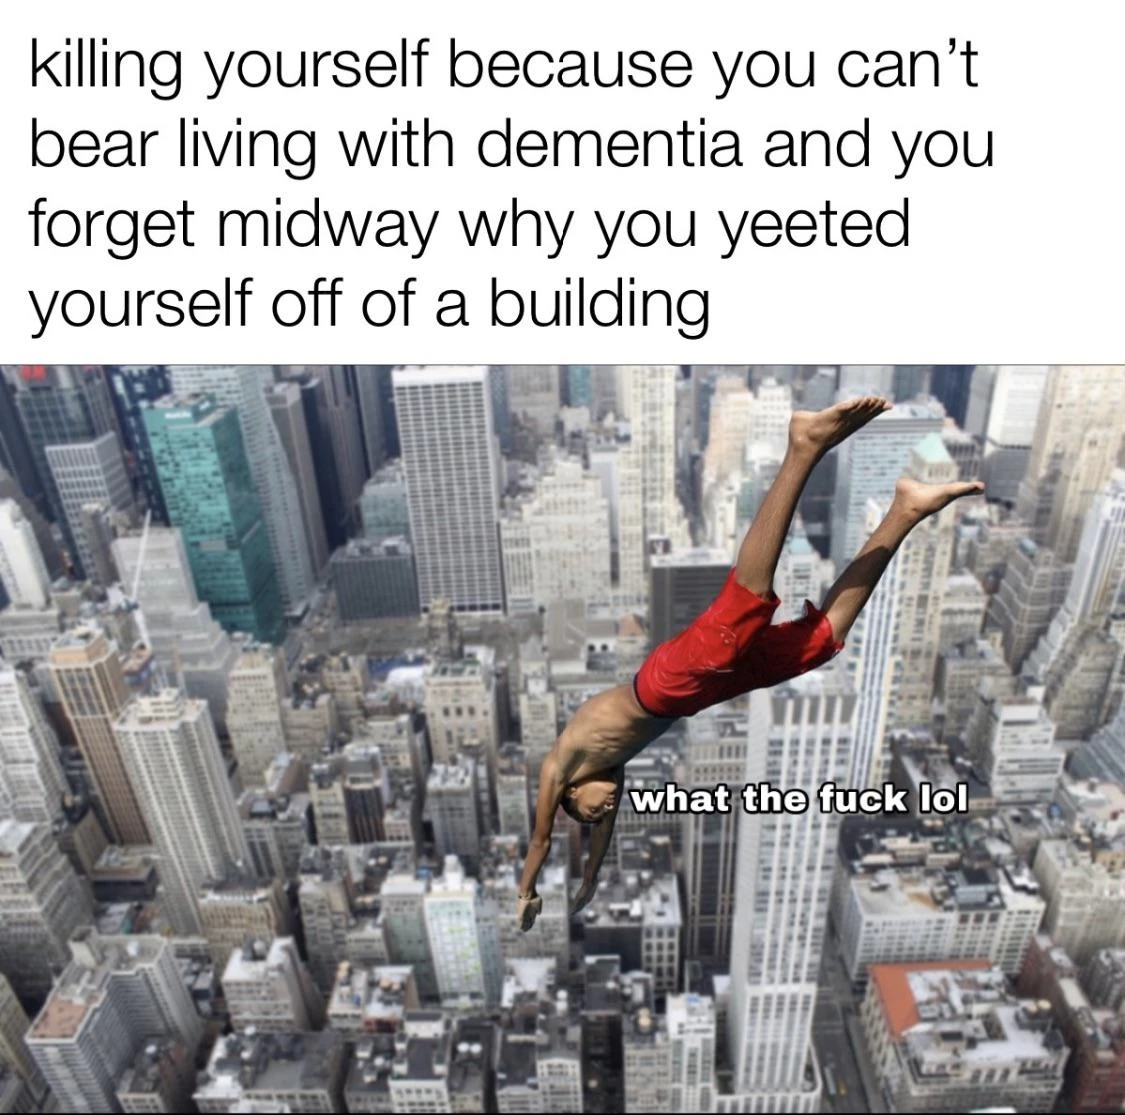 killing yourself because you can’t
bear living with dementia and you
forget midway why you yeeted
yourself off of a building
what the fuck lol